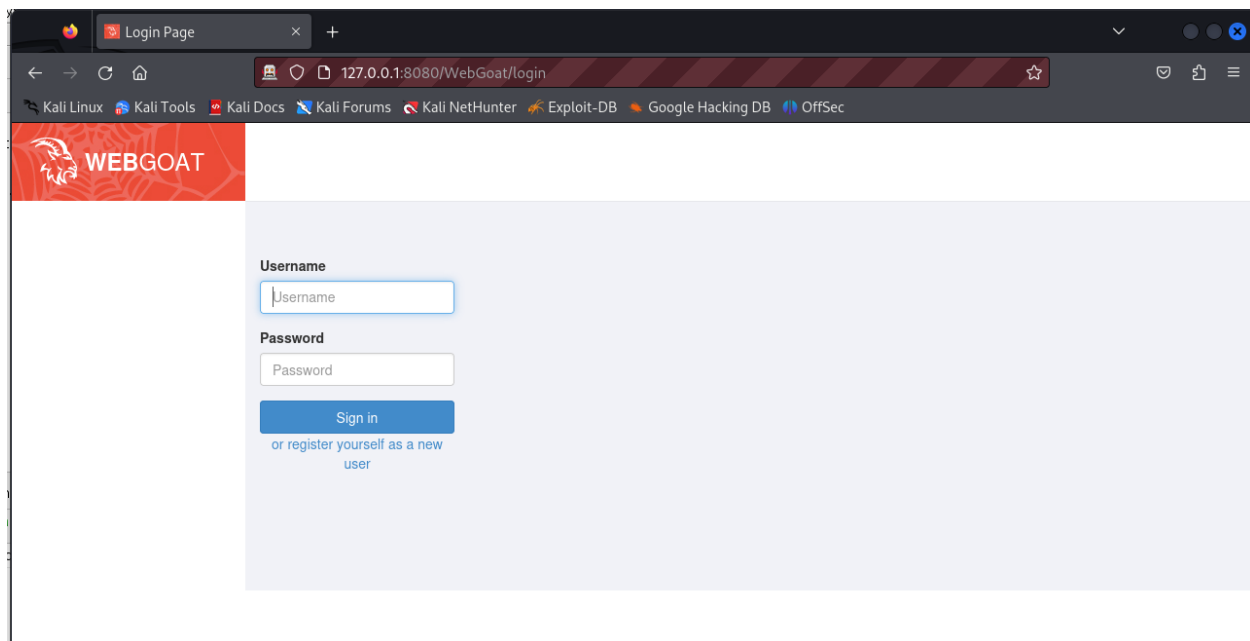 Login Page
127.0.0.1:8080/WebGoat/login
Kali Linux Kali Tools Kali Docs Kali Forums Kali NetHunter Exploit-DB Google Hacking DB OffSec
WEBGOAT
Username
Username
Password
Password
Sign in
or register yourself as a new
user